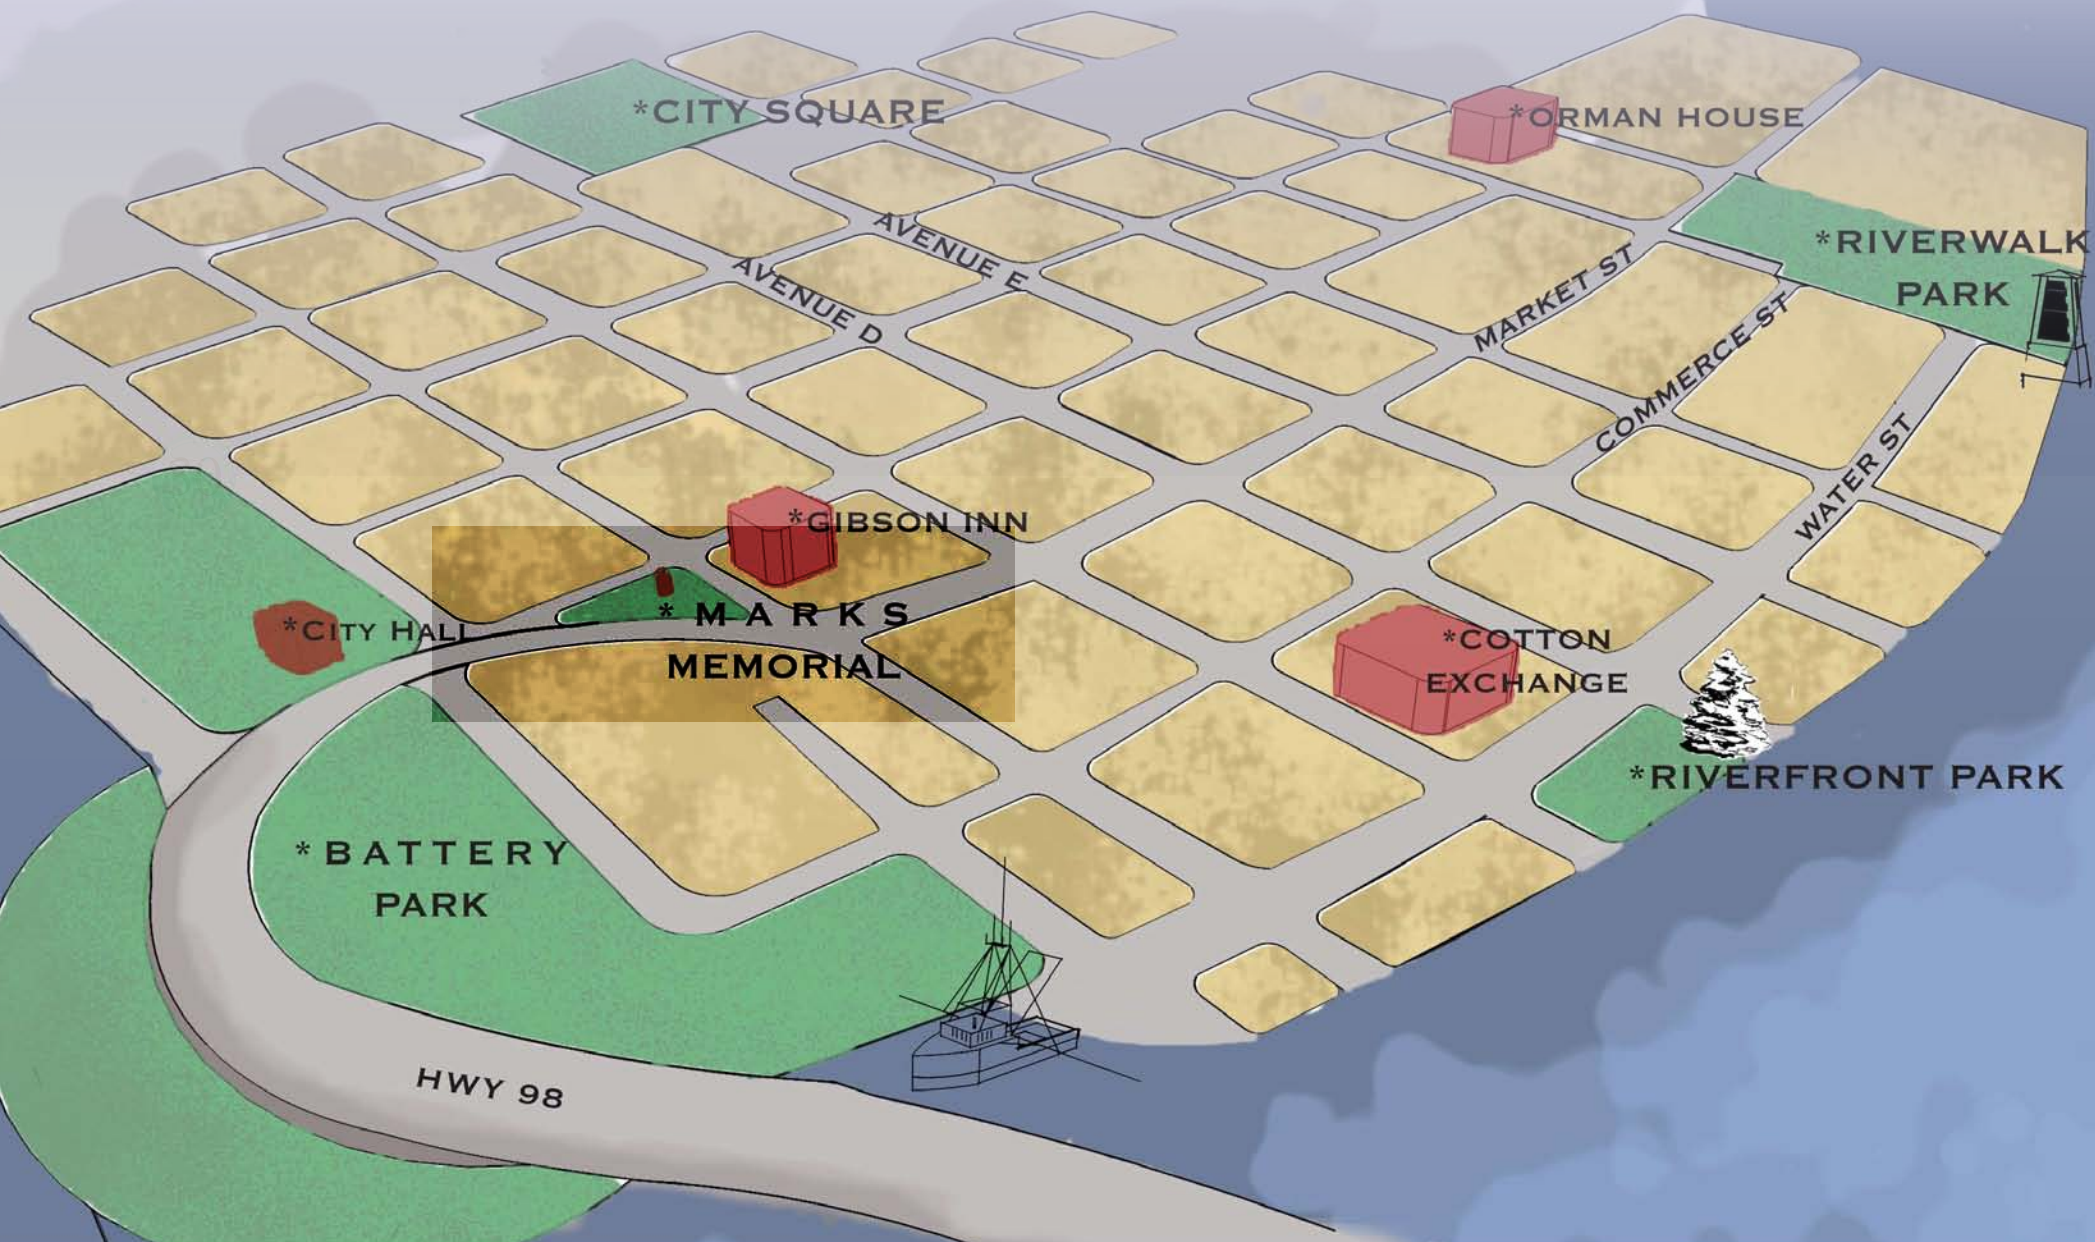 *CITY SQUARE
*ORMAN HOUSE
*RIVERWALK
PARK
AVENUE E
AVENUE D
MARKET ST
COMMERCE ST
WATER ST
*GIBSON INN
*MARKS
MEMORIAL
*CITY HALL
*COTTON
EXCHANGE
*RIVERFRONT PARK
*BATTERY
PARK
HWY 98